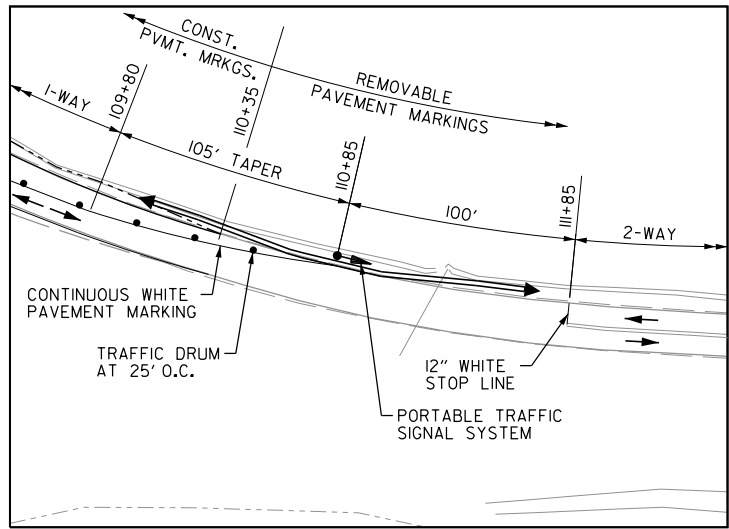 CONST.
PVMT. MRKGS.
REMOVABLE
PAVEMENT MARKINGS
1-WAY
109+80
110+35
105' TAPER
110+85
100'
111+85
2-WAY
CONTINUOUS WHITE
PAVEMENT MARKING
TRAFFIC DRUM
AT 25' O.C.
12" WHITE
STOP LINE
PORTABLE TRAFFIC
SIGNAL SYSTEM